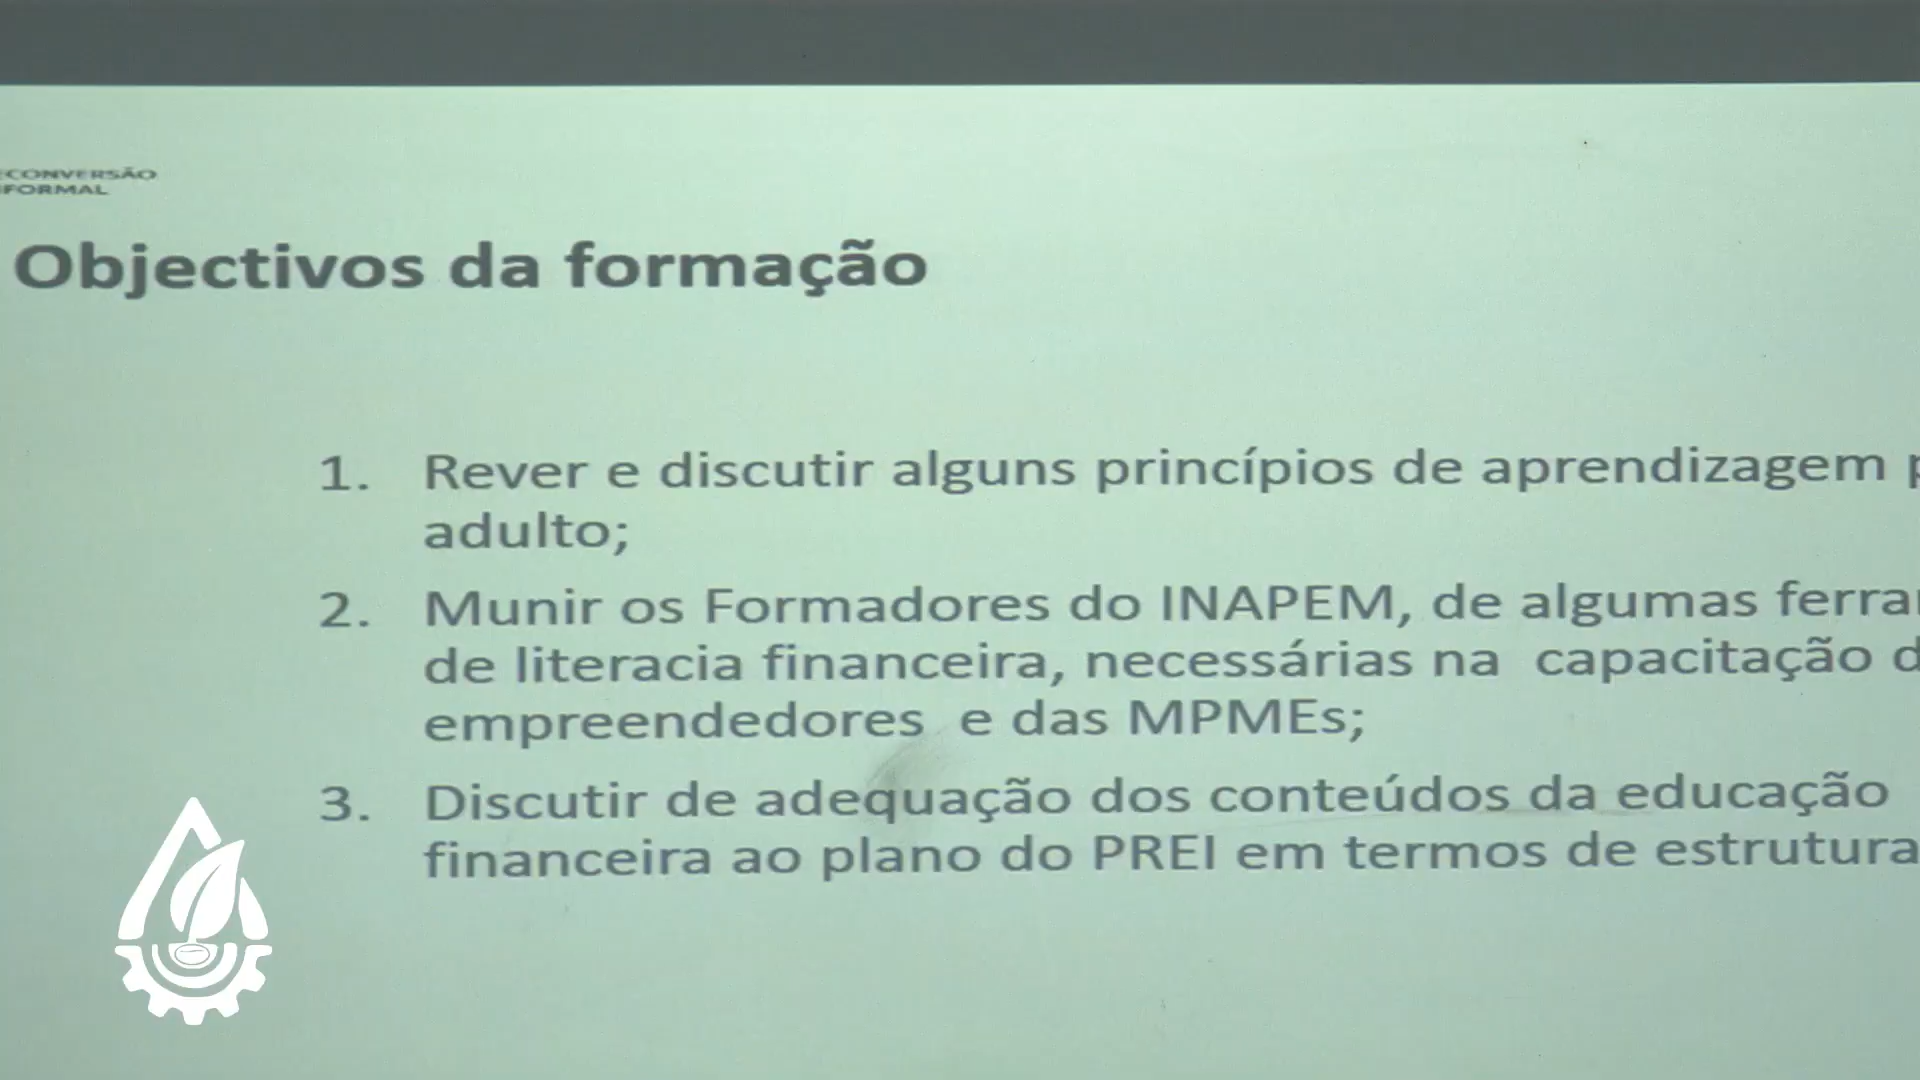 ECONVERSÃO
FORMAL
Objectivos da formação
1. Rever e discutir alguns princípios de aprendizagem p
adulto;
2. Munir os Formadores do INAPEM, de algumas ferra
de literacia financeira, necessárias na capacitação d
empreendedores e das MPMEs;
3. Discutir de adequação dos conteúdos da educação
financeira ao plano do PREI em termos de estrutura